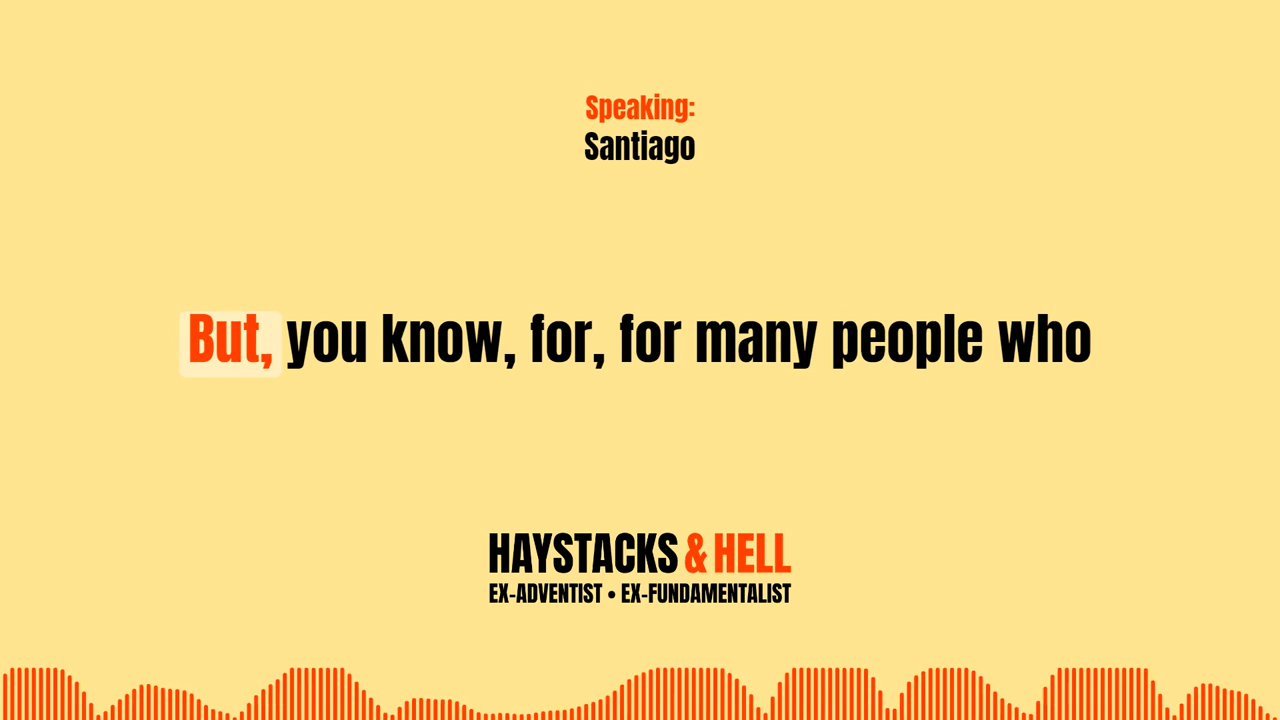 Speaking:
Santiago
But, you know, for, for many people who
HAYSTACKS & HELL
EX-ADVENTIST • EX-FUNDAMENTALIST